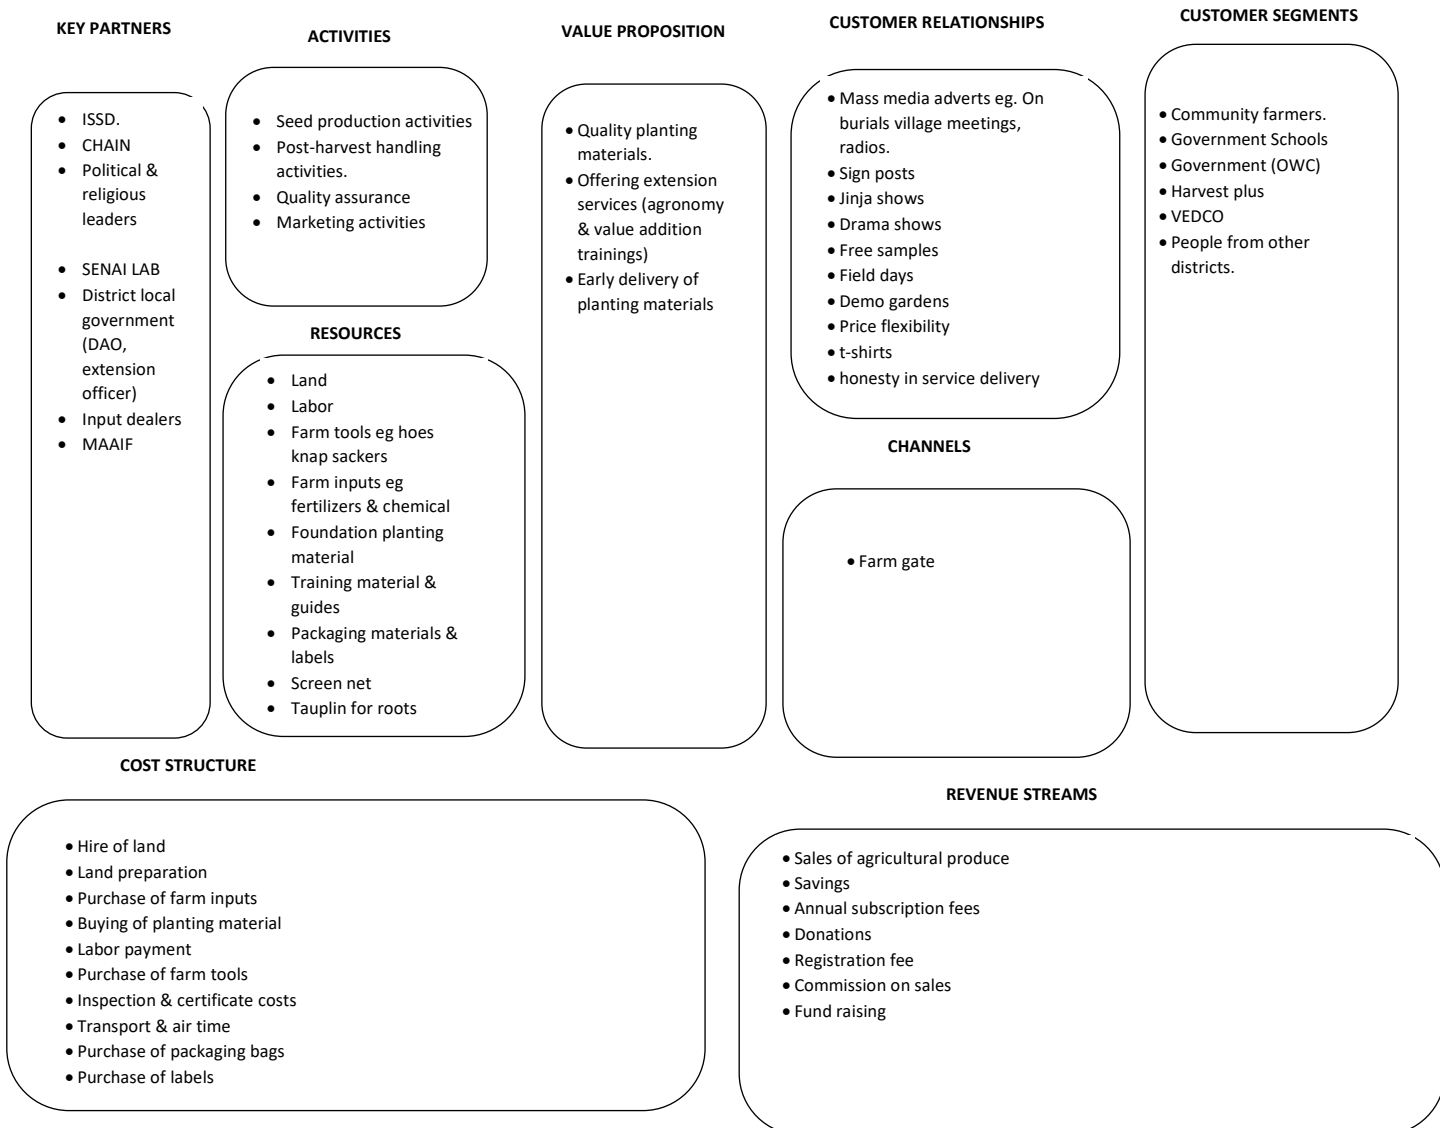 KEY PARTNERS
• ISSD.
• CHAIN
• Political &
religious
leaders
• SENAI LAB
• District local
government
(DAO,
extension
officer)
• Input dealers
• MAAIF
ACTIVITIES
• Seed production activities
• Post-harvest handling
activities.
• Quality assurance
• Marketing activities
RESOURCES
• Land
• Labor
• Farm tools eg hoes
knap sackers
• Farm inputs eg
fertilizers & chemical
• Foundation planting
material
• Training material &
guides
• Packaging materials &
labels
• Screen net
• Tauplin for roots
VALUE PROPOSITION
• Quality planting
materials.
• Offering extension
services (agronomy
& value addition
trainings)
• Early delivery of
planting materials
CUSTOMER RELATIONSHIPS
• Mass media adverts eg. On
burials village meetings,
radios.
• Sign posts
• Jinja shows
• Drama shows
• Free samples
• Field days
• Demo gardens
• Price flexibility
• t-shirts
• honesty in service delivery
CHANNELS
• Farm gate
CUSTOMER SEGMENTS
• Community farmers.
• Government Schools
• Government (OWC)
• Harvest plus
• VEDCO
• People from other
districts.
COST STRUCTURE
• Hire of land
• Land preparation
• Purchase of farm inputs
• Buying of planting material
• Labor payment
• Purchase of farm tools
• Inspection & certificate costs
• Transport & air time
• Purchase of packaging bags
• Purchase of labels
REVENUE STREAMS
• Sales of agricultural produce
• Savings
• Annual subscription fees
• Donations
• Registration fee
• Commission on sales
• Fund raising